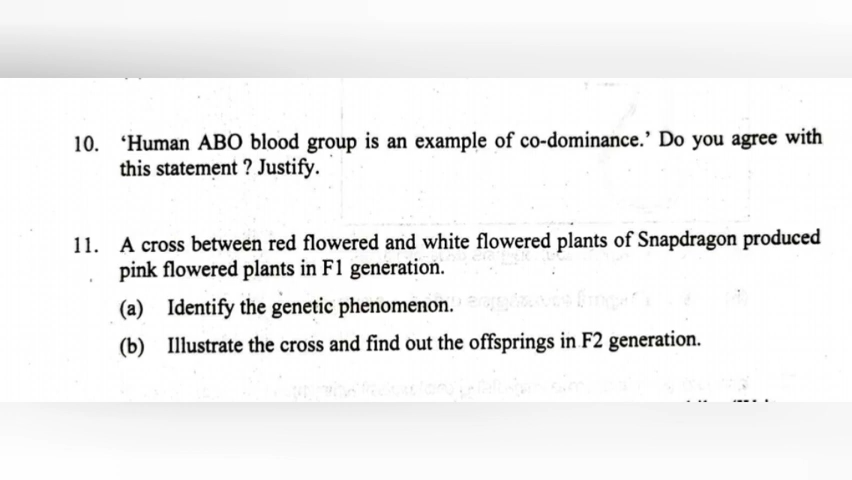 10. ‘Human ABO blood group is an example of co-dominance.’ Do you agree with
this statement ? Justify.
11. A cross between red flowered and white flowered plants of Snapdragon produced
pink flowered plants in F1 generation.
(a) Identify the genetic phenomenon.
(b) Illustrate the cross and find out the offsprings in F2 generation.